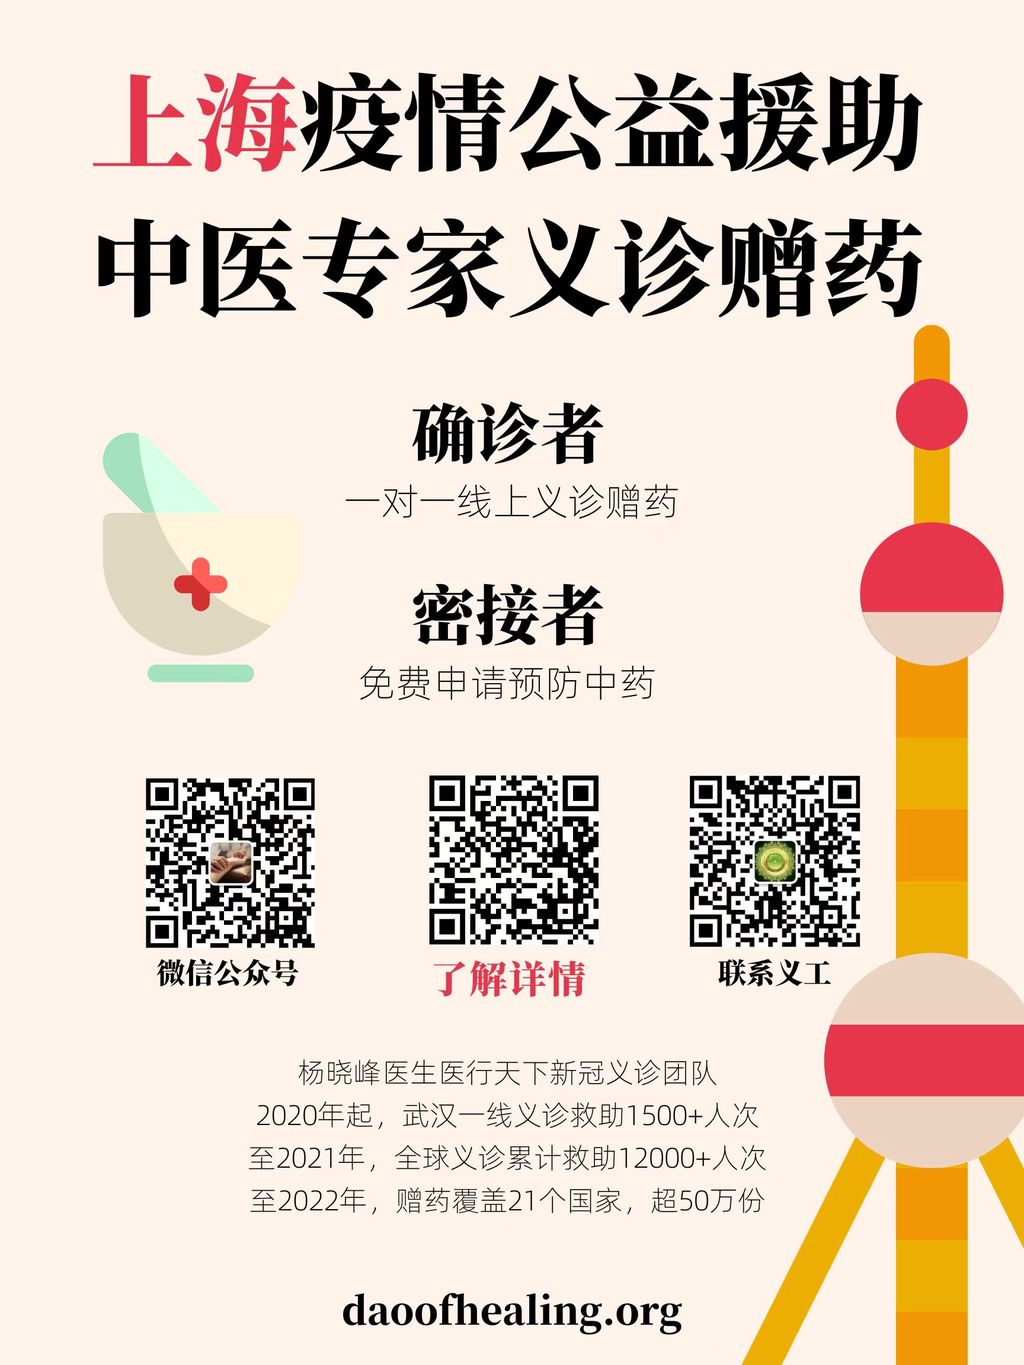 上海疫情公益援助
中医专家义诊赠药
确诊者
一对一线上义诊赠药
密接者
免费申请预防中药
微信公众号
了解详情
联系义工
杨晓峰医生医行天下新冠义诊团队
2020年起，武汉一线义诊救助1500+人次
至2021年，全球义诊累计救助12000+人次
至2022年，赠药覆盖21个国家，超50万份
daoofhealing.org